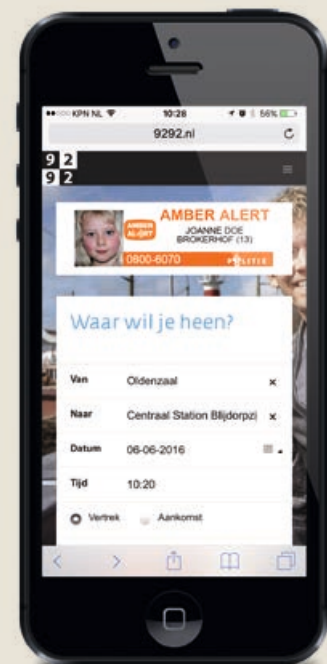 KPN NL 10:28 56%
9292.nl
9 2
9 2
AMBER ALERT
AMBER
ALERT
JOANNE DOE
BROKERHOF (13)
0800-6070 POLITIE
Waar wil je heen?
Van Oldenzaal ×
Naar Centraal Station Blijdorpzi ×
Datum 06-06-2016
Tijd 10:20
Vertrek Aankomst